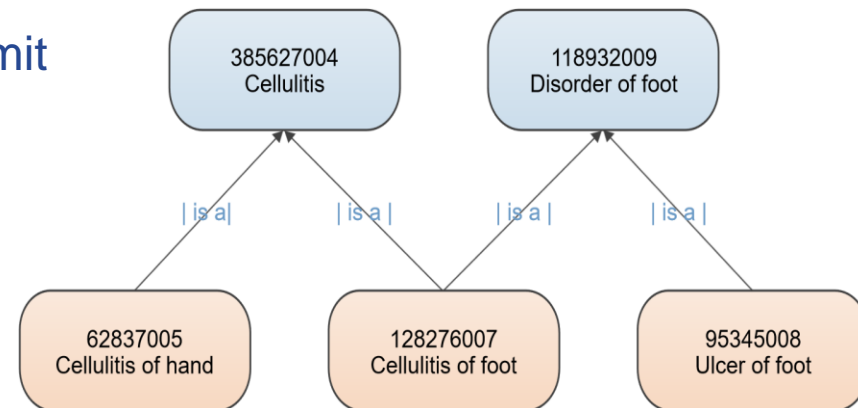 mit
385627004
Cellulitis
118932009
Disorder of foot
| is a|
| is a |
| is a |
| is a |
62837005
Cellulitis of hand
128276007
Cellulitis of foot
95345008
Ulcer of foot